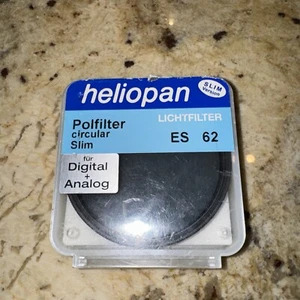 SLIM
Version
heliopan
LICHTFILTER
Polfilter
circular
Slim
ES 62
für
Digital
+
Analog